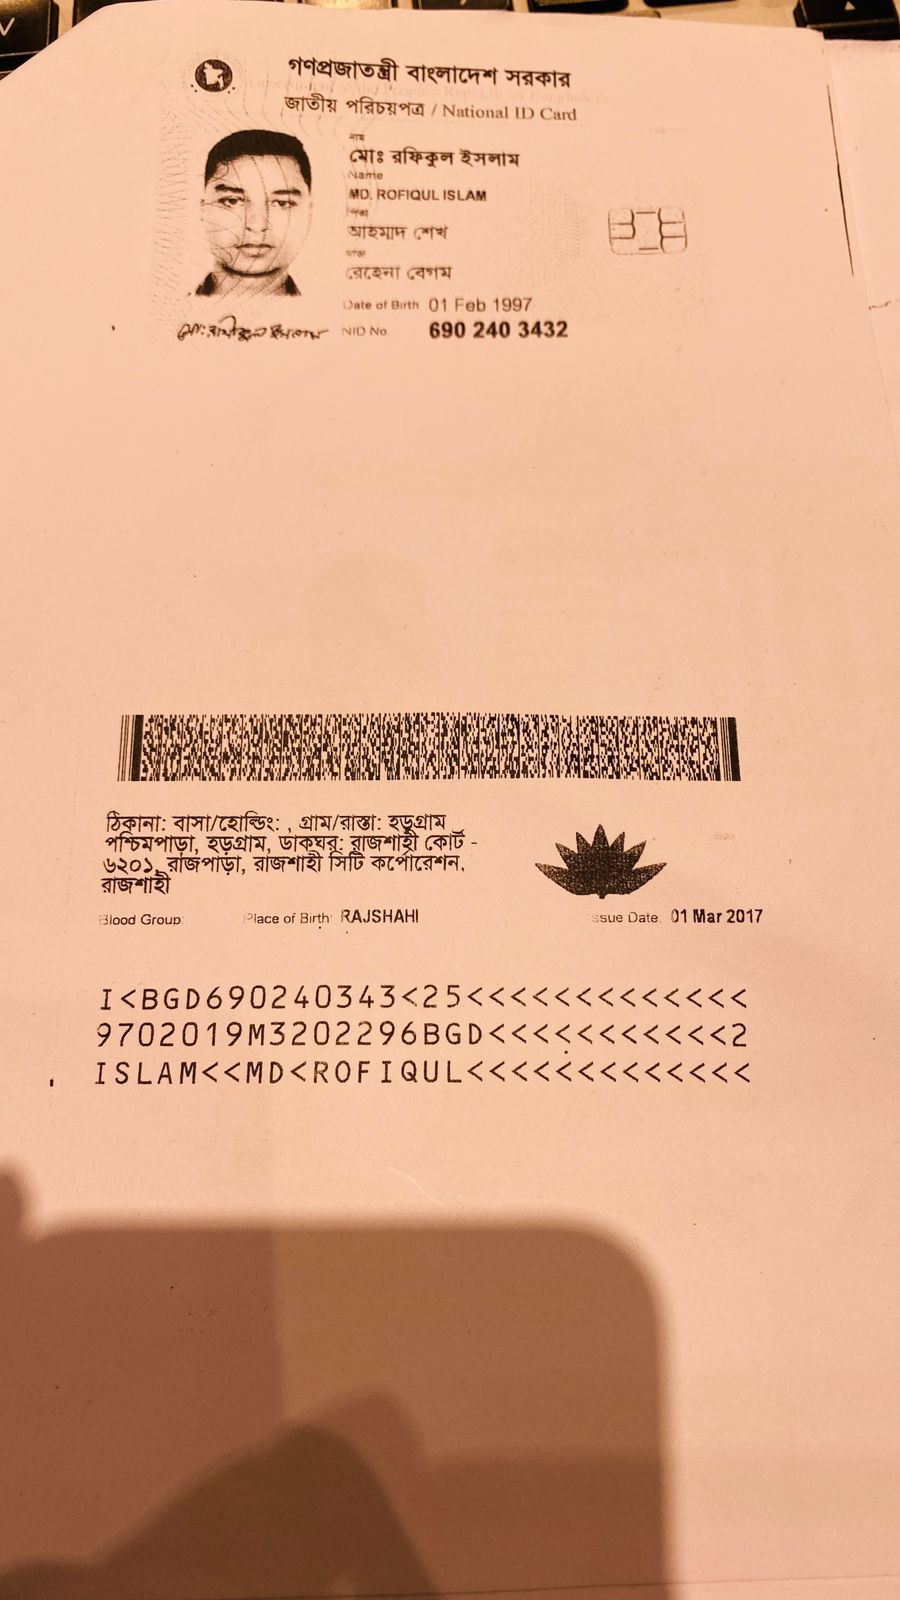 গণপ্রজাতন্ত্রী বাংলাদেশ সরকার
জাতীয় পরিচয়পত্র / National ID Card
নাম
মোঃ রফিকুল ইসলাম
Name
MD. ROFIQUL ISLAM
পিতা
আহম্মাদ শেখ
মাতা
রেহেনা বেগম
Date of Birth 01 Feb 1997
মো: রফিকুল ইসলাম
NID No. 690 240 3432
ঠিকানা: বাসা/হোল্ডিং: , গ্রাম/রাস্তা: হড়গ্রাম
পশ্চিমপাড়া, হড়গ্রাম, ডাকঘর: রাজশাহী কোর্ট -
৬২০১, রাজপাড়া, রাজশাহী সিটি কর্পোরেশন,
রাজশাহী
Blood Group: Place of Birth: RAJSHAHI Issue Date: 01 Mar 2017
I<BGD690240343<25<<<<<<<<<<<<<
9702019M3202296BGD<<<<<<<<<<<2
ISLAM<<MD<ROFIQUL<<<<<<<<<<<<<